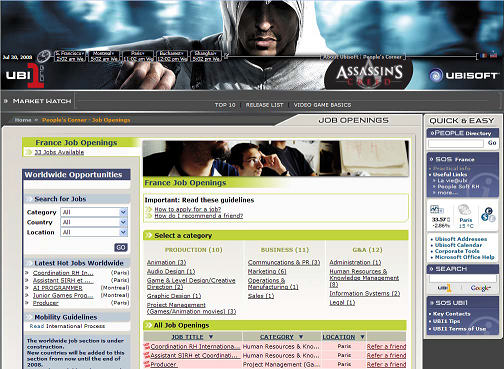 S. Francisco
Montreal
Paris
Bucharest
Shanghai
Jul 30, 2008
2:02 am We
5:02 am We
11:02 am We
12:02 pm We
5:02 pm We
About Ubisoft | People's Corner
UBI 1
ASSASSIN'S
CREED
UBISOFT
MARKET WATCH
TOP 10 | RELEASE LIST | VIDEO GAME BASICS
Home » People's Corner - Job Openings
JOB OPENINGS
QUICK & EASY
France Job Openings
33 Jobs Available
Worldwide Opportunities
Search for Jobs
Category All
Country All
Location All
GO
Latest Hot Jobs Worldwide
Coordination RH In... (Paris)
Assistant SIRH et ... (Paris)
AI PROGRAMMER (Montreal)
Junior Games Prog... (Montreal)
Producer (Paris)
Mobility Guidelines
Read International Process
The worldwide job section is under
construction.
New countries will be added to this
section from now until the end of
2008.
France Job Openings
Important: Read these guidelines
How to apply for a job?
How do I recommend a friend?
Select a category
PRODUCTION (10)
Animation (3)
Audio Design (1)
Game & Level Design/Creative
Direction (2)
Graphic Design (1)
Project Management
(Games/Animation movies) (3)
BUSINESS (11)
Communications & PR (3)
Marketing (6)
Operations &
Manufacturing (1)
Sales (1)
G&A (12)
Administration (1)
Human Resources &
Knowledge Management
(8)
Information Systems (1)
Legal (1)
All Job Openings
JOB TITLE CATEGORY LOCATION
Coordination RH Internationa... Human Resources & Kno... Paris Refer a friend
Assistant SIRH et Coordinati... Human Resources & Kno... Paris Refer a friend
Producer Project Management (Ga... Paris Refer a friend
PEOPLE Directory
Go
SOS France
Practical info
Useful Links
La vie@ubi
People Soft RH
more...
33.57
-2.86%
Paris
15 °C
Ubisoft Addresses
Ubisoft Calendar
Corporate Tools
Microsoft Office Help
SEARCH
UBI 1
Google
SOS UBI1
Key Contacts
UBI1 Tips
UBI1 Terms of Use